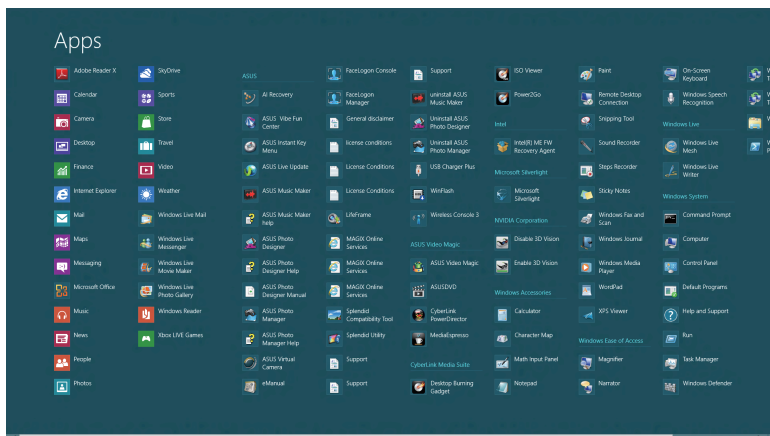 Apps
Adobe Reader X
Calendar
Camera
Desktop
Finance
Internet Explorer
Mail
Maps
Messaging
Microsoft Office
Music
News
People
Photos
SkyDrive
Sports
Store
Travel
Video
Weather
Windows Live Mail
Windows Live
Messenger
Windows Live
Movie Maker
Windows Live
Photo Gallery
Windows Reader
Xbox LIVE Games
ASUS
AI Recovery
ASUS Vibe Fun
Center
ASUS Instant Key
Menu
ASUS Live Update
ASUS Music Maker
ASUS Music Maker
help
ASUS Photo
Designer
ASUS Photo
Designer Help
ASUS Photo
Designer Manual
ASUS Photo
Manager
ASUS Photo
Manager Help
ASUS Virtual
Camera
eManual
FaceLogon Console
FaceLogon
Manager
General disclaimer
license conditions
License Conditions
License Conditions
LifeFrame
MAGIX Online
Services
MAGIX Online
Services
MAGIX Online
Services
Splendid
Compatibility Tool
Splendid Utility
Support
Support
Support
uninstall ASUS
Music Maker
Uninstall ASUS
Photo Designer
Uninstall ASUS
Photo Manager
USB Charger Plus
WinFlash
Wireless Console 3
ASUS Video Magic
ASUS Video Magic
ASUSDVD
CyberLink
PowerDirector
MediaEspresso
CyberLink Media Suite
Desktop Burning
Gadget
ISO Viewer
Power2Go
Intel
Intel(R) ME FW
Recovery Agent
Microsoft Silverlight
Microsoft
Silverlight
NVIDIA Corporation
Disable 3D Vision
Enable 3D Vision
Windows Accessories
Calculator
Character Map
Math Input Panel
Notepad
Paint
Remote Desktop
Connection
Snipping Tool
Sound Recorder
Steps Recorder
Sticky Notes
Windows Fax and
Scan
Windows Journal
Windows Media
Player
WordPad
XPS Viewer
Windows Ease of Access
Magnifier
Narrator
On-Screen
Keyboard
Windows Speech
Recognition
Windows Live
Windows Live
Mesh
Windows Live
Writer
Windows System
Command Prompt
Computer
Control Panel
Default Programs
Help and Support
Run
Task Manager
Windows Defender